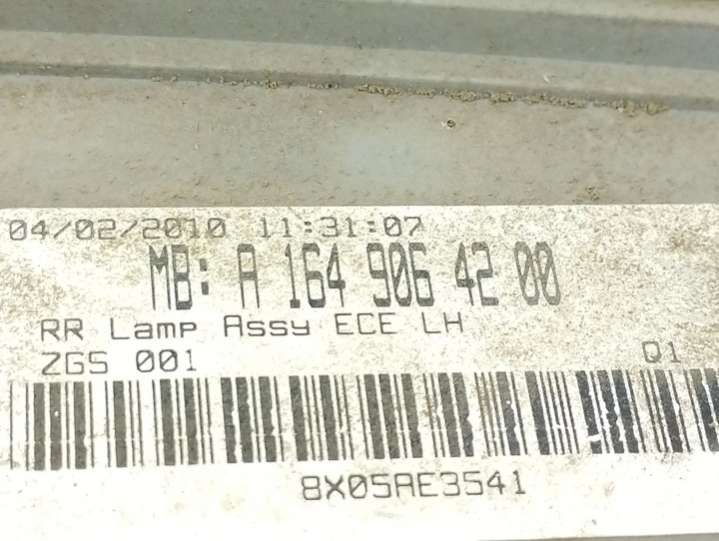 04/02/2010 11:31:07
MB: A 164 906 42 00
RR Lamp Assy ECE LH
ZGS 001 Q1
8X05AE3541